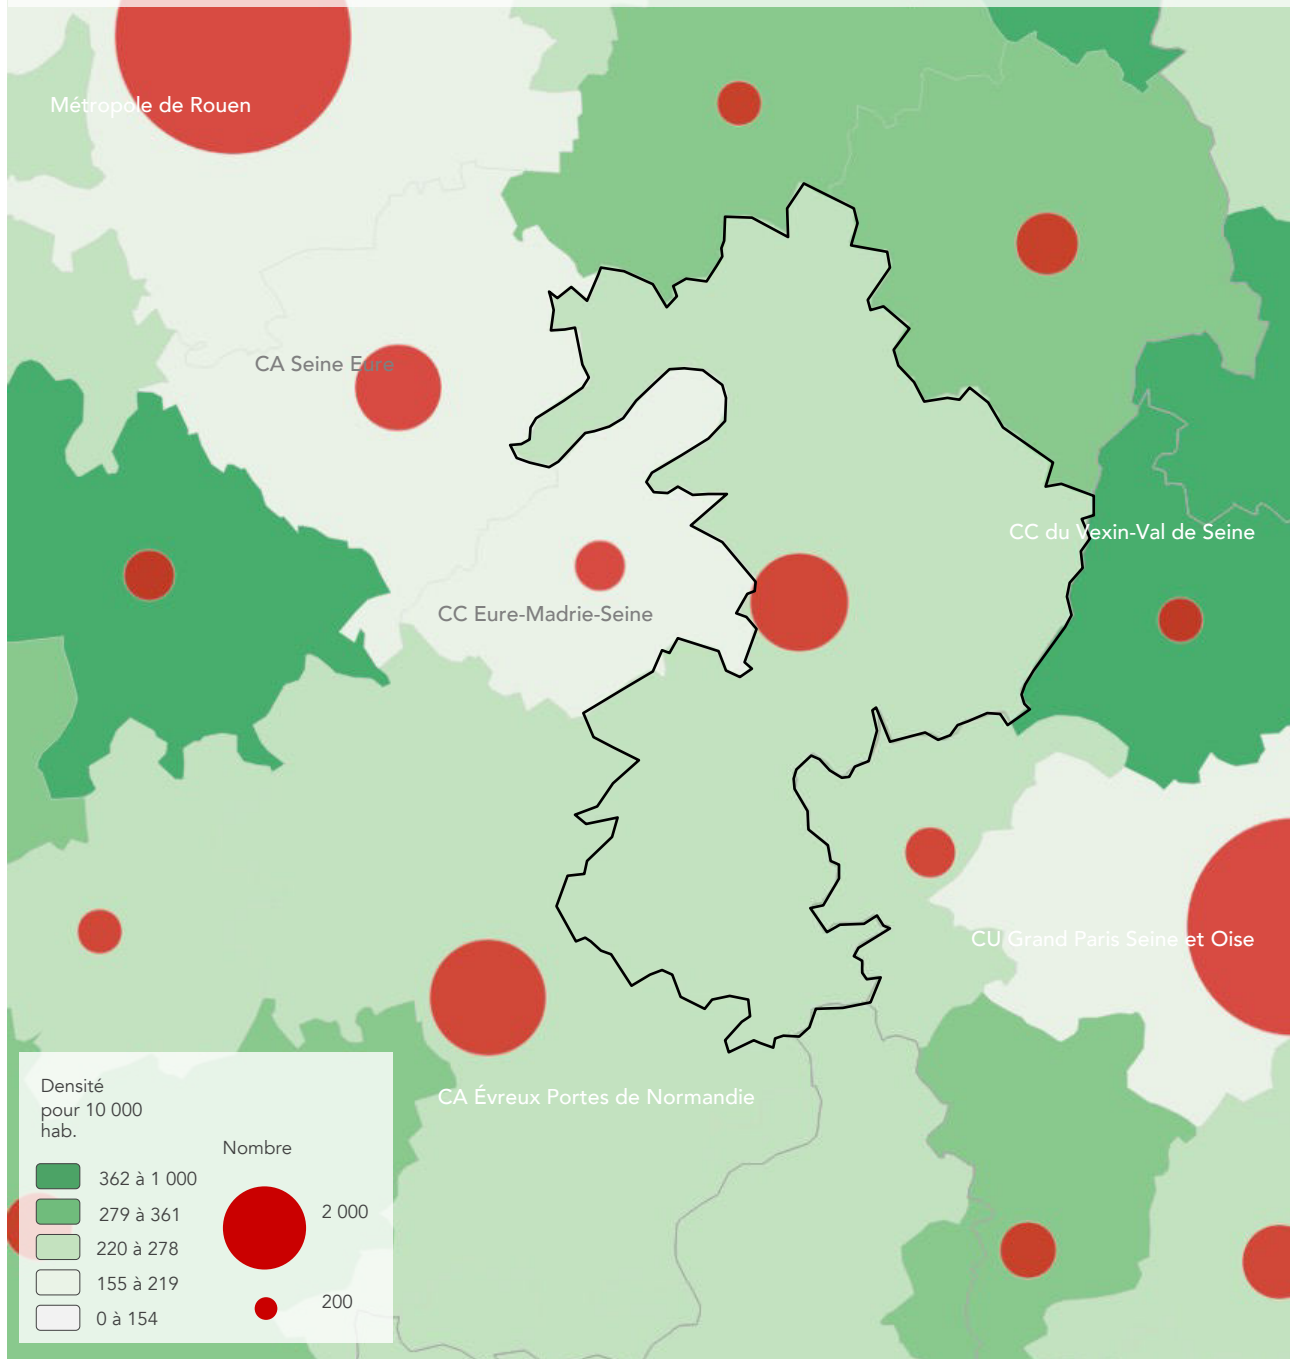 Métropole de Rouen
CA Seine Eure
CC du Vexin-Val de Seine
CC Eure-Madrie-Seine
CU Grand Paris Seine et Oise
CA Évreux Portes de Normandie
Densité
pour 10 000
hab.
362 à 1 000
279 à 361
220 à 278
155 à 219
0 à 154
Nombre
2 000
200